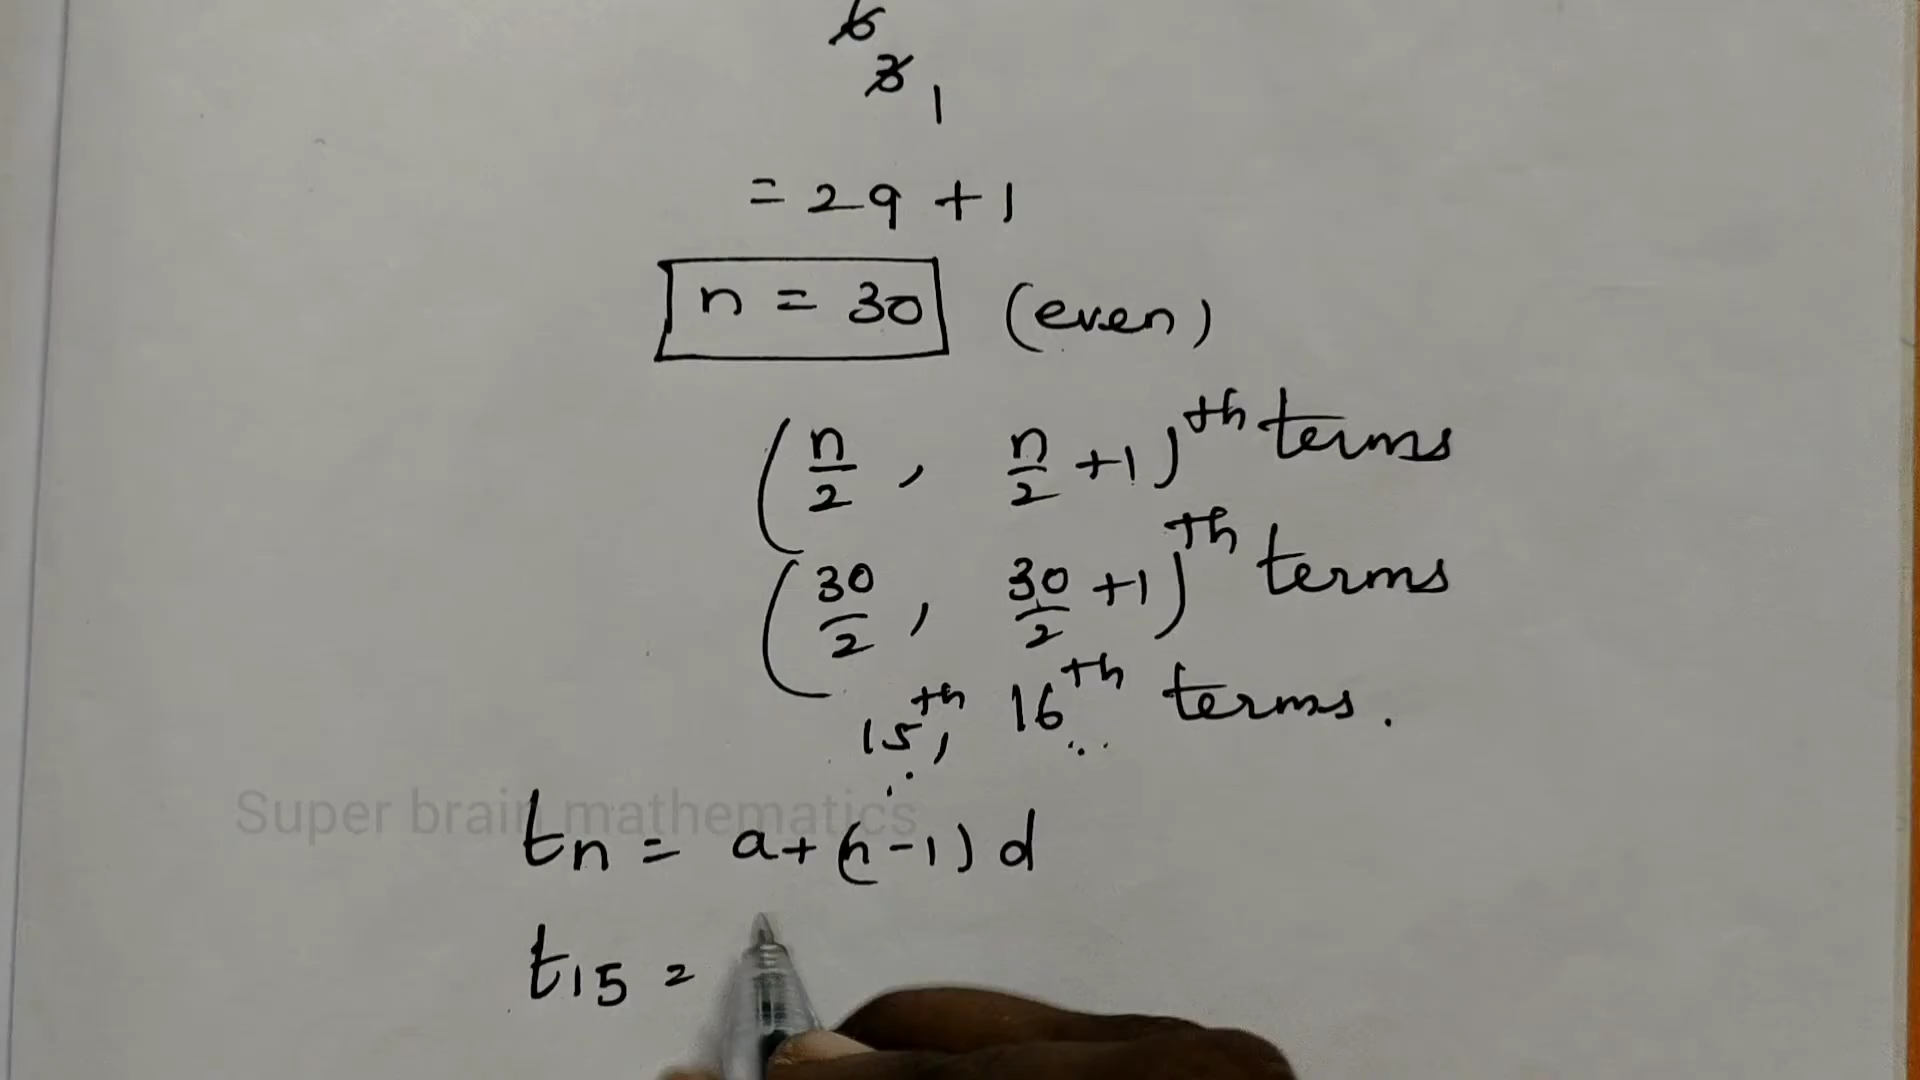 6
3 1
= 29 + 1
n = 30 (even)
(n/2, n/2 + 1)th terms
(30/2, 30/2 + 1)th terms
15th, 16th terms.
Super brain mathematics
tn = a + (n - 1) d
t15 =